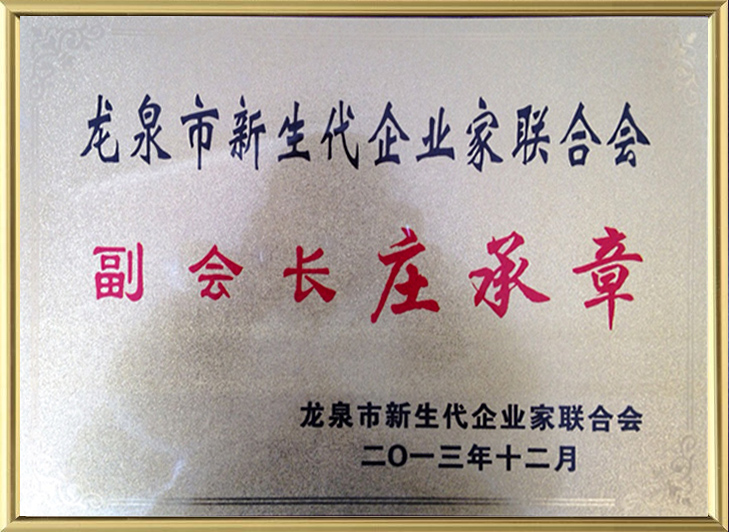 龙泉市新生代企业家联合会
副会长庄承章
龙泉市新生代企业家联合会
二〇一三年十二月